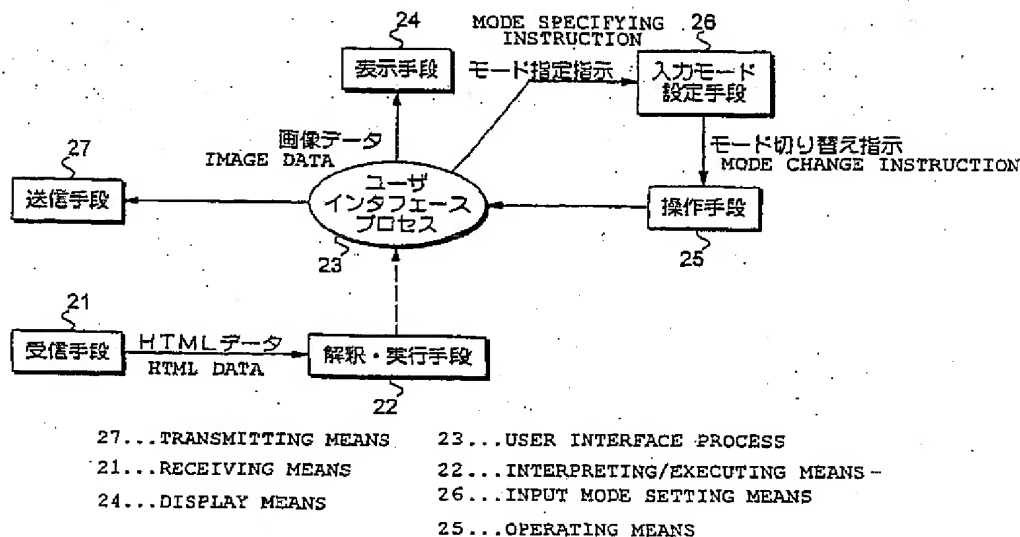 24
MODE SPECIFYING
INSTRUCTION
26
表示手段
モード指定指示
入力モード
設定手段
27
画像データ
IMAGE DATA
モード切り替え指示
MODE CHANGE INSTRUCTION
送信手段
ユーザ
インタフェース
プロセス
操作手段
23
25
21
受信手段
HTMLデータ
HTML DATA
解釈・実行手段
22
27...TRANSMITTING MEANS
23...USER INTERFACE PROCESS
21...RECEIVING MEANS
22...INTERPRETING/EXECUTING MEANS
24...DISPLAY MEANS
26...INPUT MODE SETTING MEANS
25...OPERATING MEANS